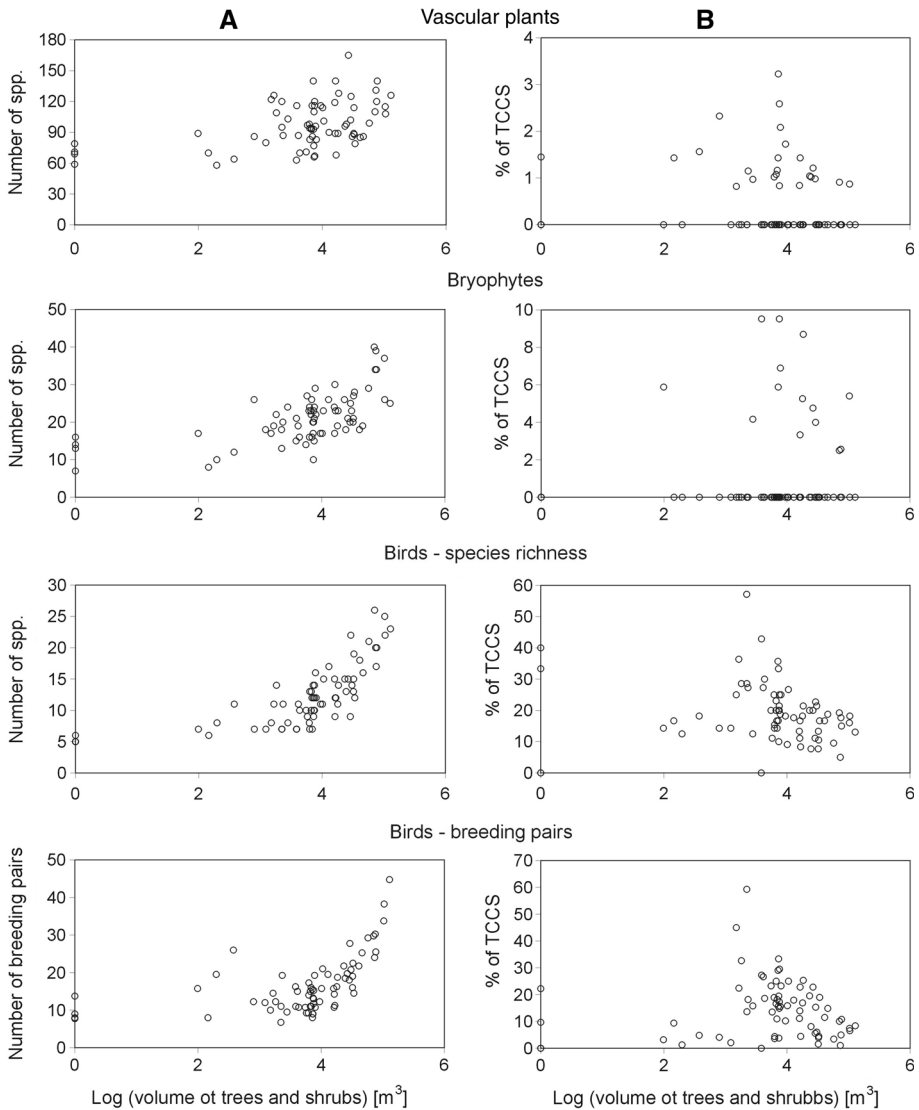 A
Vascular plants
B
Number of spp.
180
150
120
90
60
30
0
0 2 4 6
% of TCCS
4
3
2
1
0
0 2 4 6
Bryophytes
Number of spp.
50
40
30
20
10
0
0 2 4 6
% of TCCS
10
8
6
4
2
0
0 2 4 6
Birds - species richness
Number of spp.
30
25
20
15
10
5
0
0 2 4 6
% of TCCS
60
50
40
30
20
10
0
0 2 4 6
Birds - breeding pairs
Number of breeding pairs
50
40
30
20
10
0
0 2 4 6
Log (volume ot trees and shrubs) [m³]
% of TCCS
70
60
50
40
30
20
10
0
0 2 4 6
Log (volume ot trees and shrubbs) [m³]